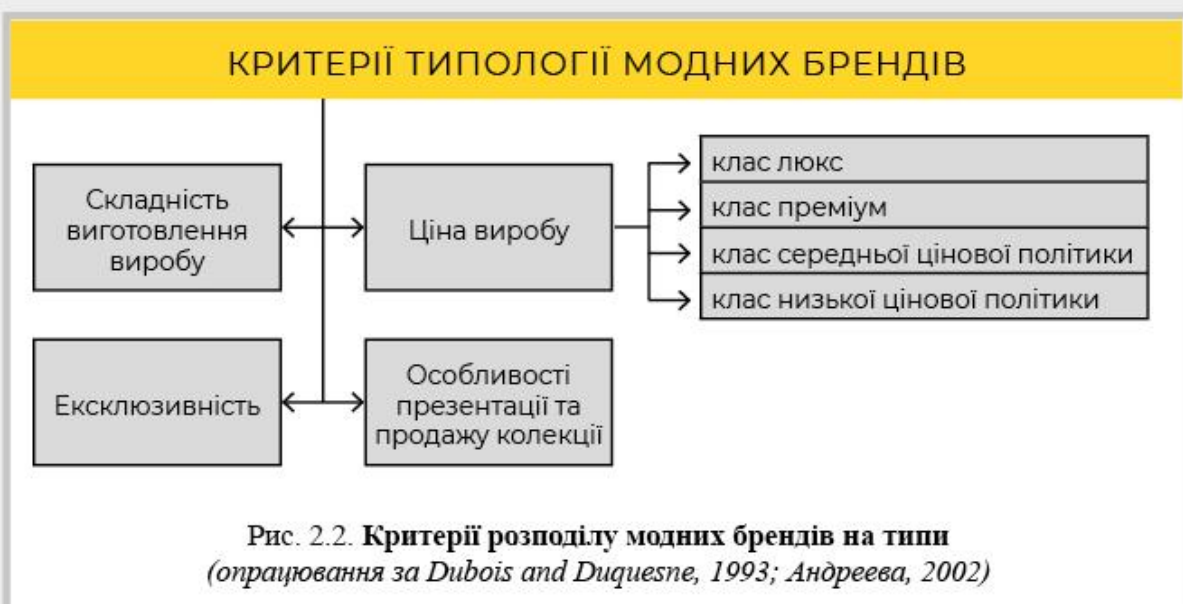 КРИТЕРІЇ ТИПОЛОГІЇ МОДНИХ БРЕНДІВ
Складність
виготовлення
виробу
Ціна виробу
клас люкс
клас преміум
клас середньої цінової політики
клас низької цінової політики
Ексклюзивність
Особливості
презентації та
продажу колекції
Рис. 2.2. Критерії розподілу модних брендів на типи
(опрацювання за Dubois and Duquesne, 1993; Андреева, 2002)